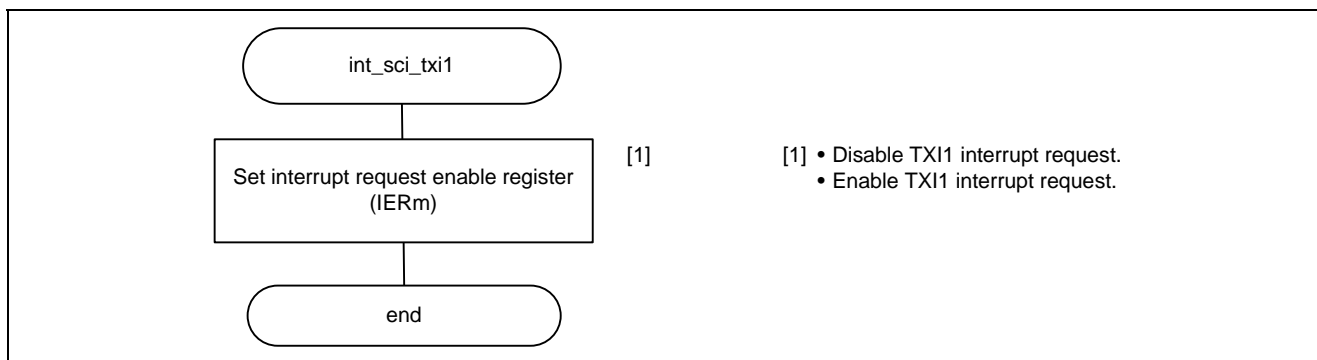 int_sci_txi1
Set interrupt request enable register
(IERm)
[1]
[1] • Disable TXI1 interrupt request.
• Enable TXI1 interrupt request.
end